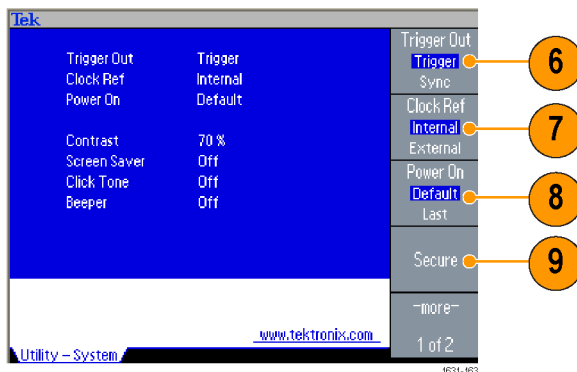 Tek
Trigger Out Trigger
Clock Ref Internal
Power On Default
Contrast 70 %
Screen Saver Off
Click Tone Off
Beeper Off
www.tektronix.com
Utility – System
Trigger Out
Trigger
Sync
Clock Ref
Internal
External
Power On
Default
Last
Secure
-more-
1 of 2
6
7
8
9
1631-163